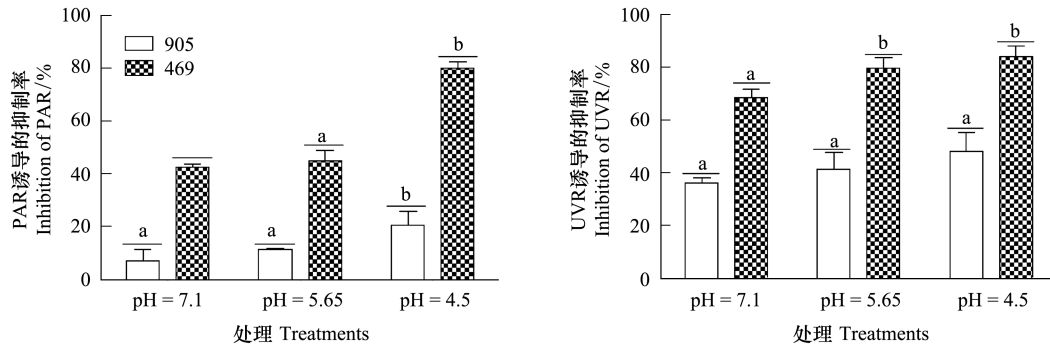 PAR诱导的抑制率
Inhibition of PAR/%
100
80
60
40
20
0
905
469
a
a
a
b
b
pH = 7.1
pH = 5.65
pH = 4.5
处理 Treatments
UVR诱导的抑制率
Inhibition of UVR/%
100
80
60
40
20
0
a
a
a
b
a
b
pH = 7.1
pH = 5.65
pH = 4.5
处理 Treatments